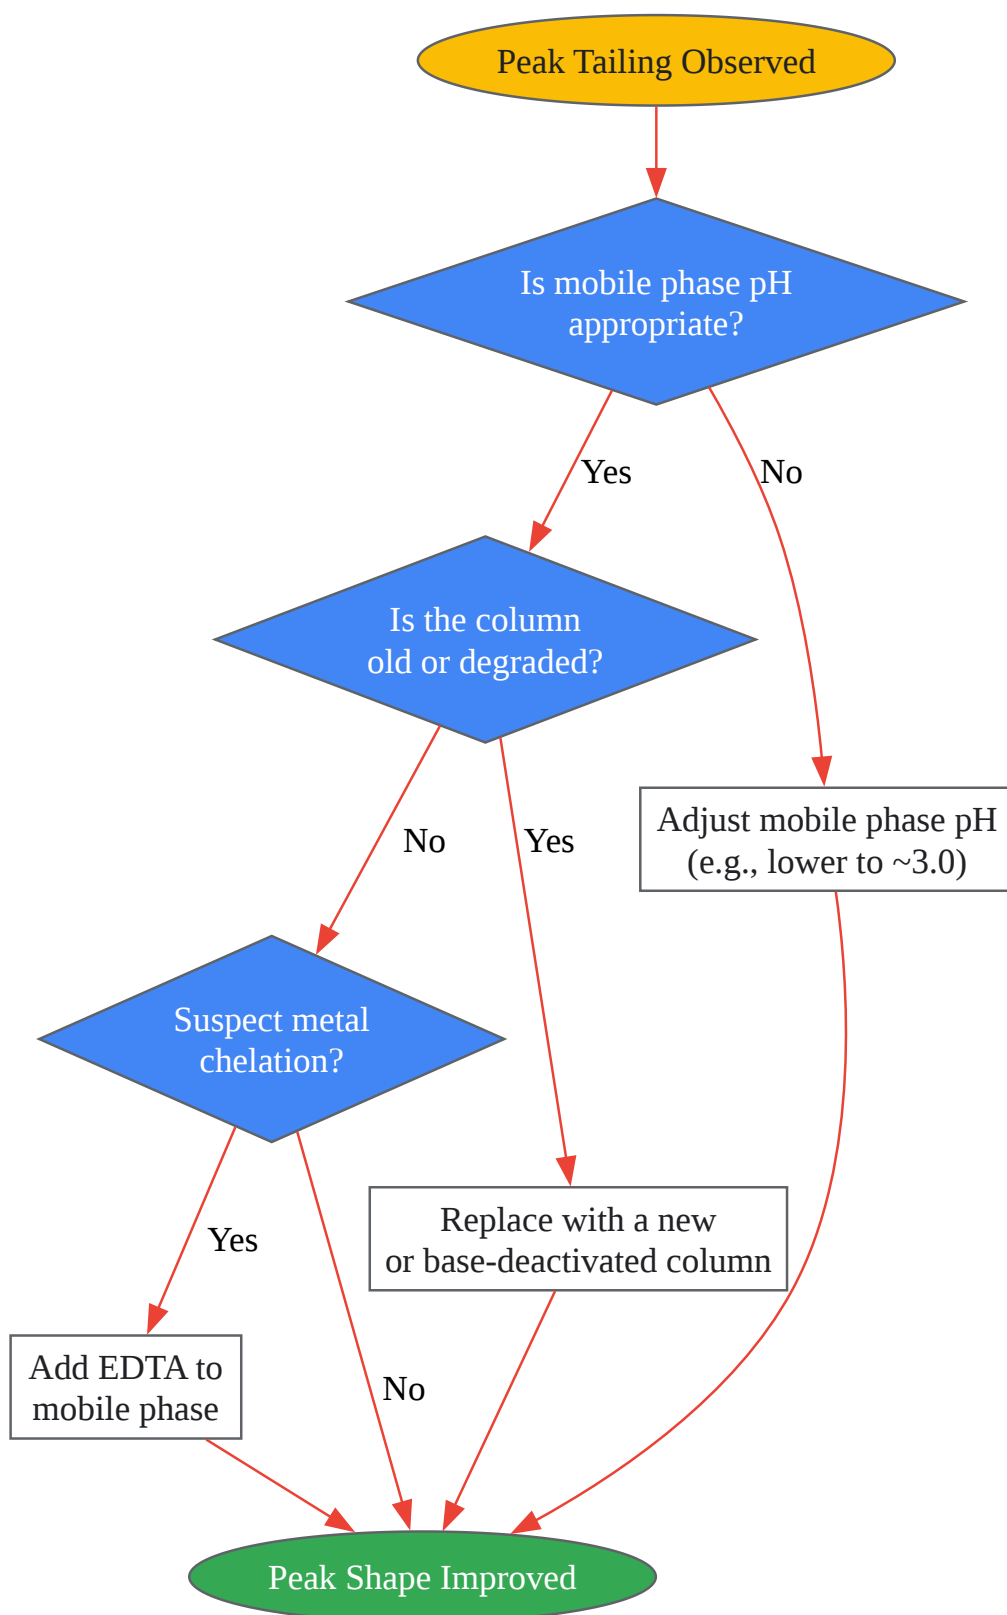 Peak Tailing Observed
Is mobile phase pH
appropriate?
Yes
No
Is the column
old or degraded?
No
Yes
Adjust mobile phase pH
(e.g., lower to ~3.0)
Suspect metal
chelation?
Yes
Replace with a new
or base-deactivated column
Add EDTA to
mobile phase
No
Peak Shape Improved